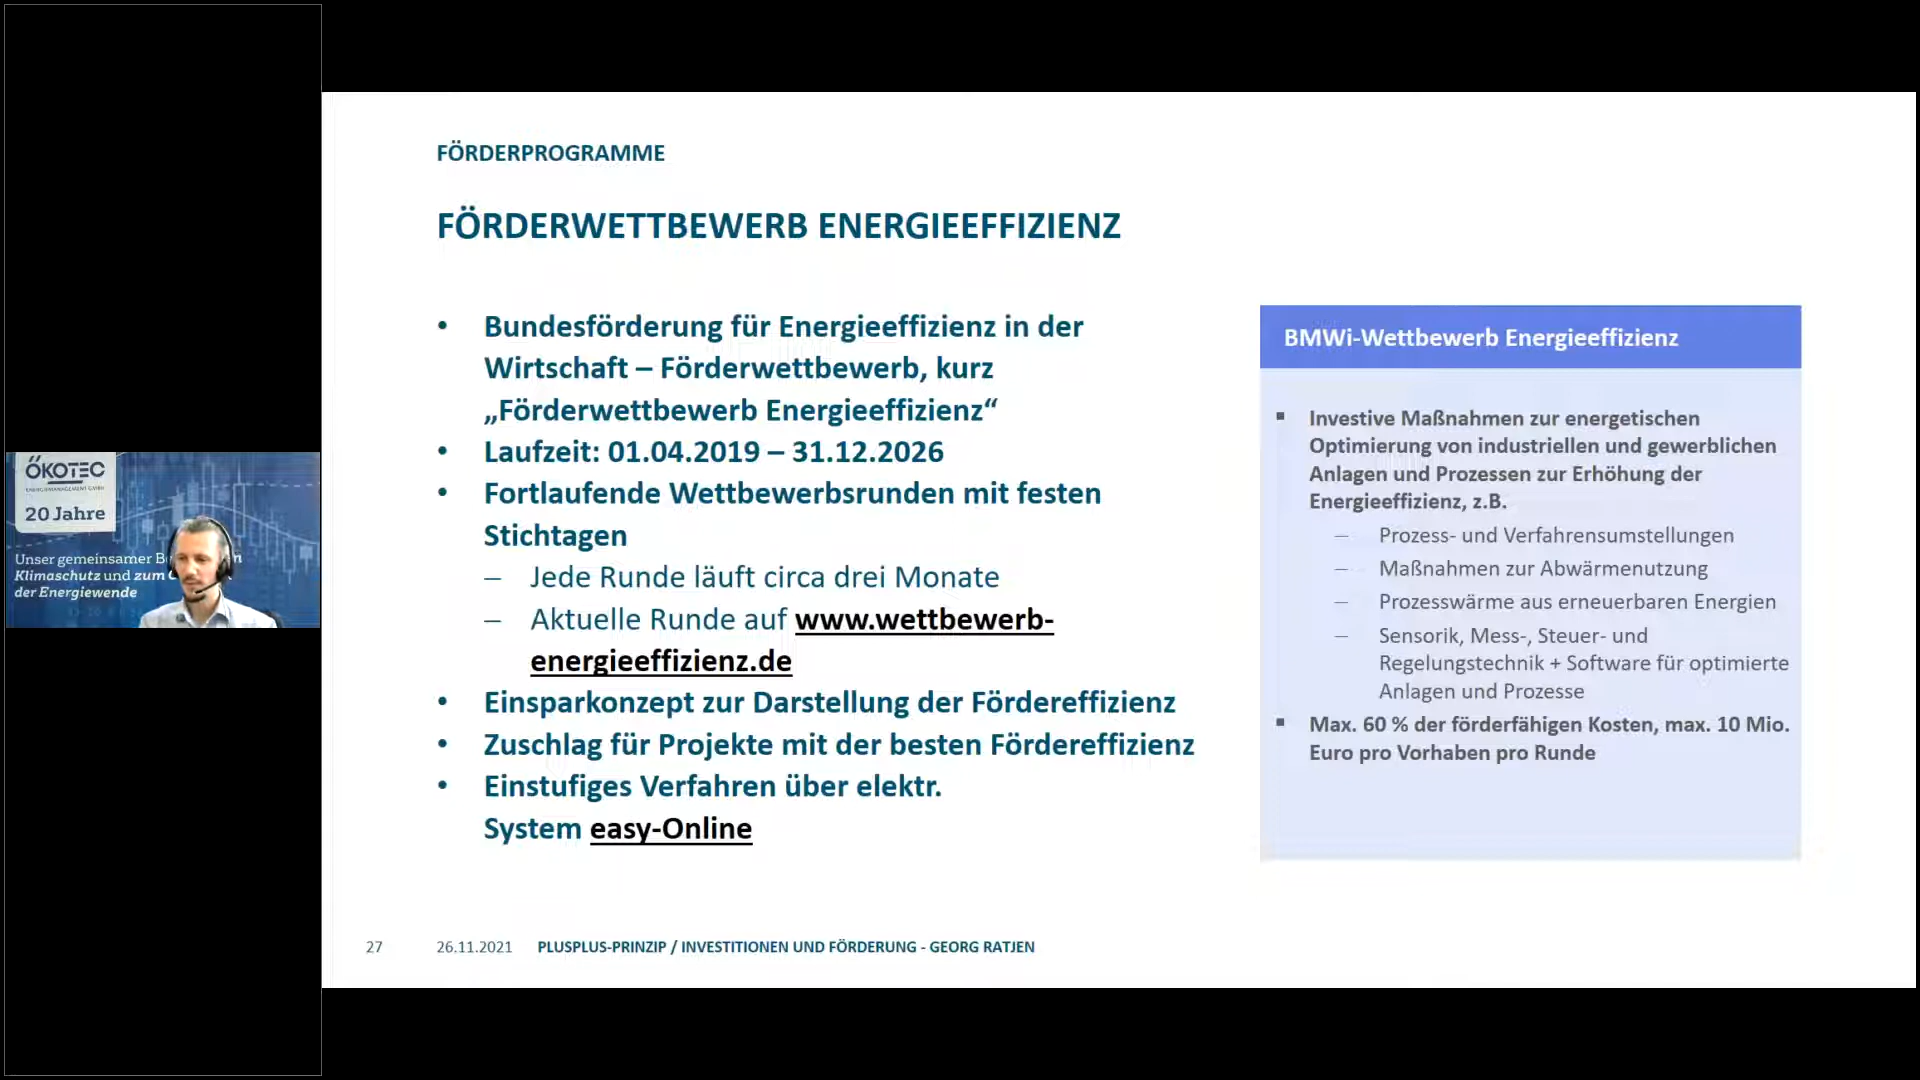 FÖRDERPROGRAMME
FÖRDERWETTBEWERB ENERGIEEFFIZIENZ
• Bundesförderung für Energieeffizienz in der
Wirtschaft – Förderwettbewerb, kurz
„Förderwettbewerb Energieeffizienz“
• Laufzeit: 01.04.2019 – 31.12.2026
• Fortlaufende Wettbewerbsrunden mit festen
Stichtagen
– Jede Runde läuft circa drei Monate
– Aktuelle Runde auf www.wettbewerb-
energieeffizienz.de
• Einsparkonzept zur Darstellung der Fördereffizienz
• Zuschlag für Projekte mit der besten Fördereffizienz
• Einstufiges Verfahren über elektr.
System easy-Online
BMWi-Wettbewerb Energieeffizienz
▪ Investive Maßnahmen zur energetischen
Optimierung von industriellen und gewerblichen
Anlagen und Prozessen zur Erhöhung der
Energieeffizienz, z.B.
– Prozess- und Verfahrensumstellungen
– Maßnahmen zur Abwärmenutzung
– Prozesswärme aus erneuerbaren Energien
– Sensorik, Mess-, Steuer- und
Regelungstechnik + Software für optimierte
Anlagen und Prozesse
▪ Max. 60 % der förderfähigen Kosten, max. 10 Mio.
Euro pro Vorhaben pro Runde
27 26.11.2021 PLUSPLUS-PRINZIP / INVESTITIONEN UND FÖRDERUNG - GEORG RATJEN
ÖKOTEC
ENERGIEMANAGEMENT GMBH
20 Jahre
Unser gemeinsamer
Klimaschutz und zum
der Energiewende